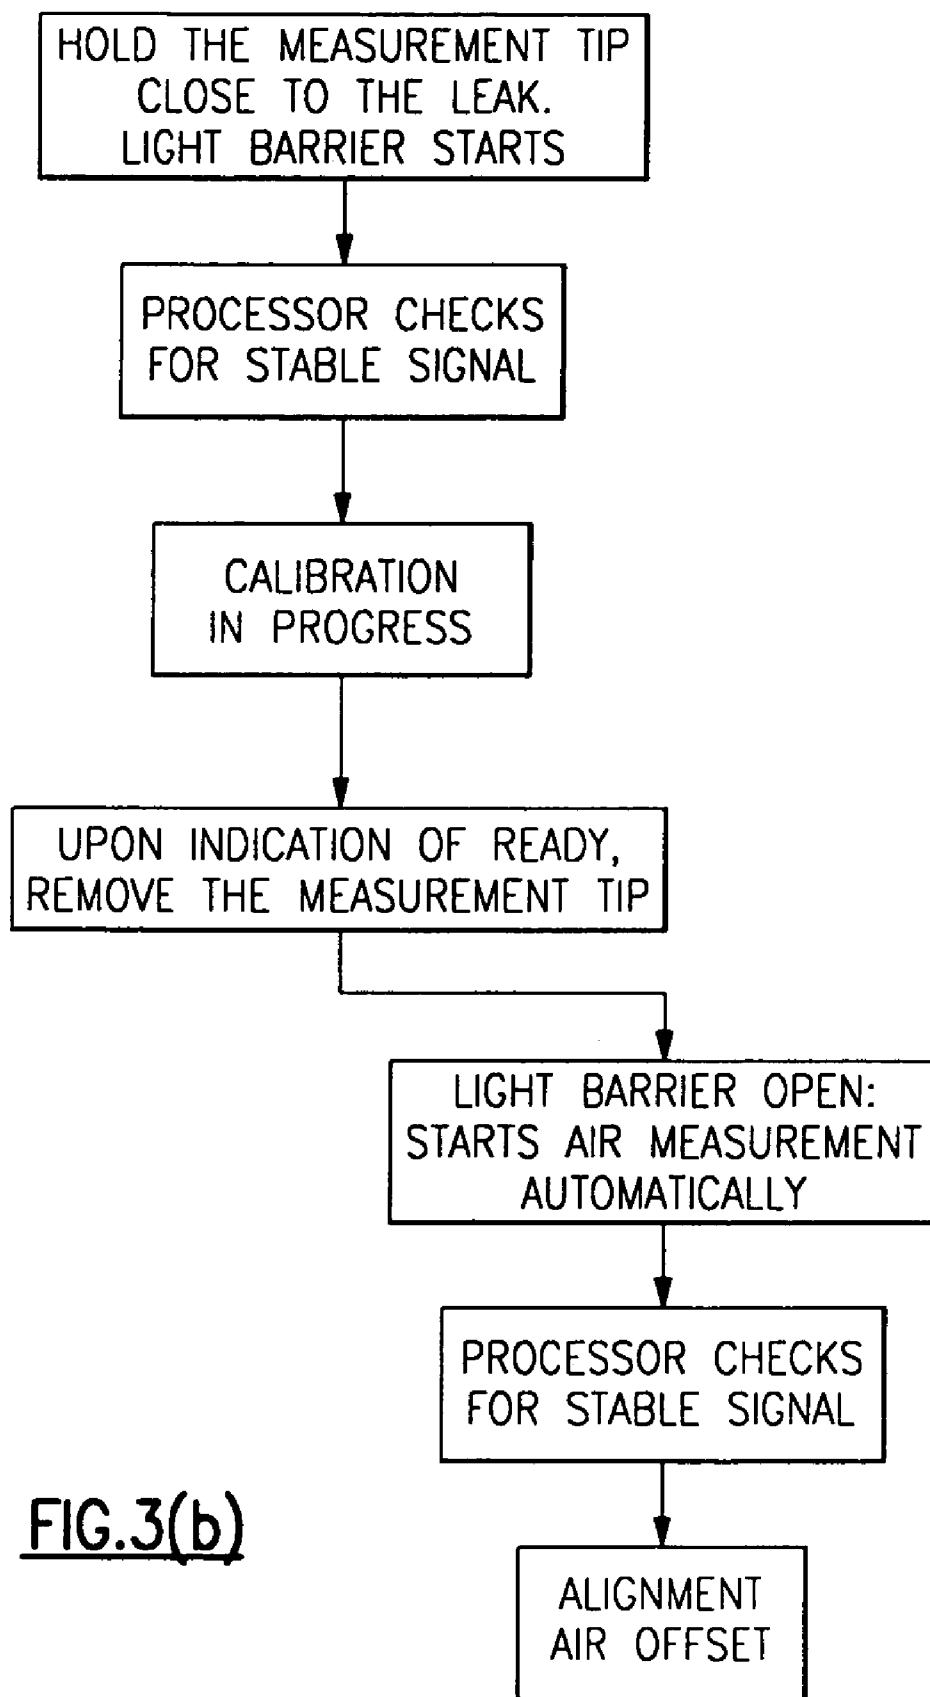 HOLD THE MEASUREMENT TIP
CLOSE TO THE LEAK.
LIGHT BARRIER STARTS
PROCESSOR CHECKS
FOR STABLE SIGNAL
CALIBRATION
IN PROGRESS
UPON INDICATION OF READY,
REMOVE THE MEASUREMENT TIP
LIGHT BARRIER OPEN:
STARTS AIR MEASUREMENT
AUTOMATICALLY
PROCESSOR CHECKS
FOR STABLE SIGNAL
ALIGNMENT
AIR OFFSET
FIG.3(b)